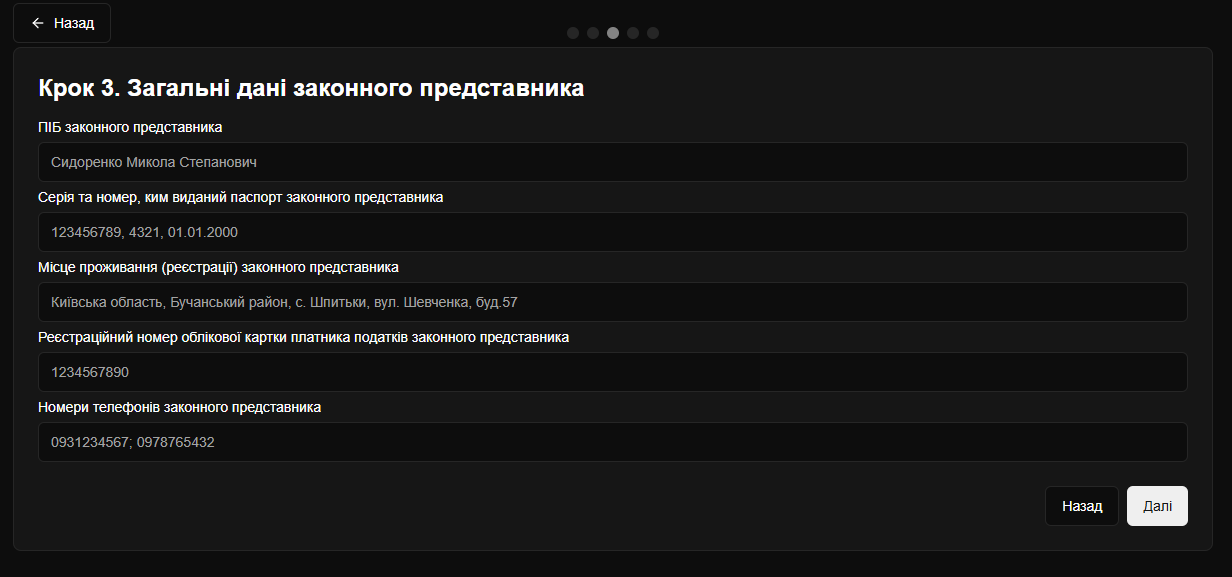 Назад
Крок 3. Загальні дані законного представника
ПІБ законного представника
Сидоренко Микола Степанович
Серія та номер, ким виданий паспорт законного представника
123456789, 4321, 01.01.2000
Місце проживання (реєстрації) законного представника
Київська область, Бучанський район, с. Шпитьки, вул. Шевченка, буд.57
Реєстраційний номер облікової картки платника податків законного представника
1234567890
Номери телефонів законного представника
0931234567; 0978765432
Назад Далі